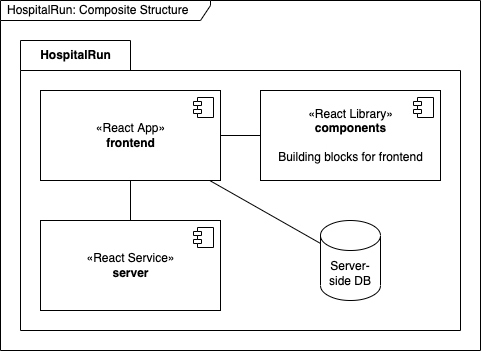 HospitalRun: Composite Structure
HospitalRun
«React App»
frontend
«React Library»
components
Building blocks for frontend
«React Service»
server
Server-
side DB